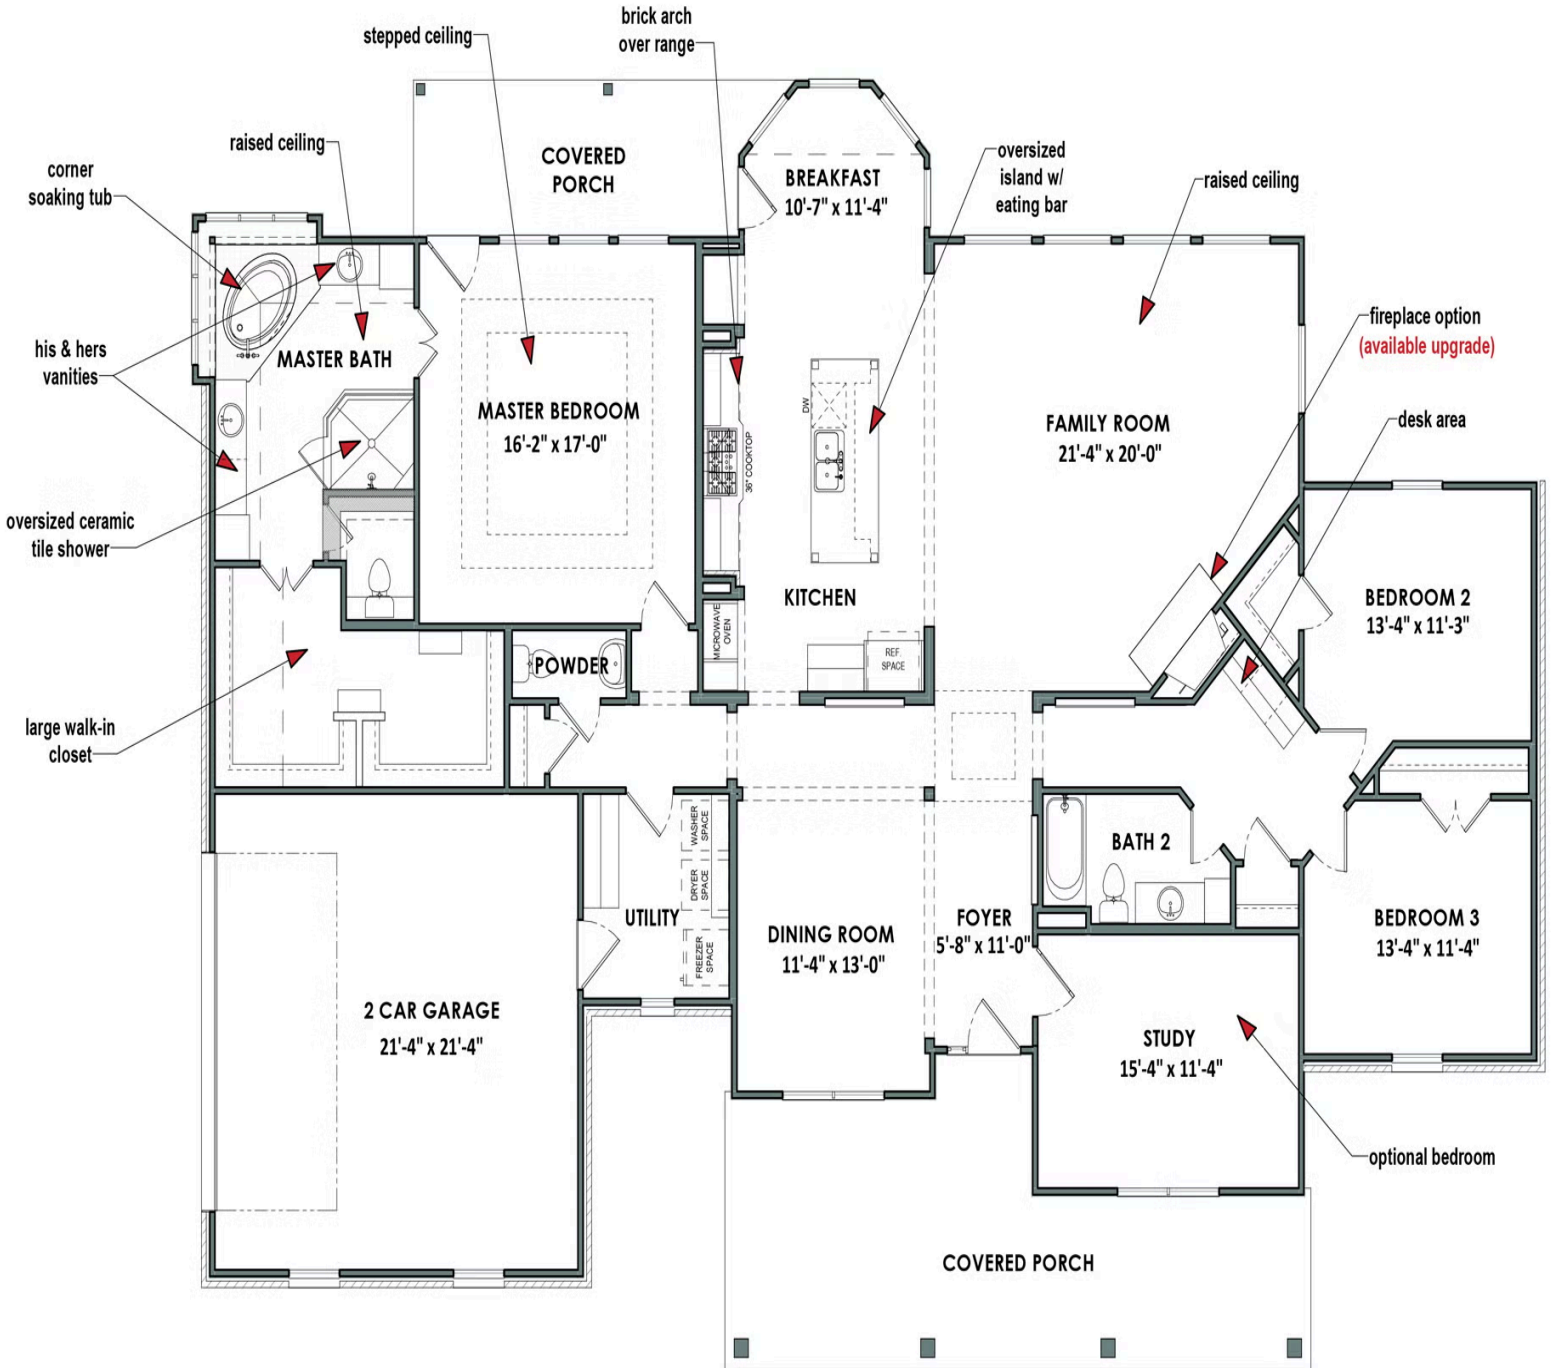 brick arch
over range
stepped ceiling
raised ceiling
corner
soaking tub
COVERED
PORCH
BREAKFAST
10'-7" x 11'-4"
oversized
island w/
eating bar
raised ceiling
his & hers
vanities
MASTER BATH
MASTER BEDROOM
16'-2" x 17'-0"
DW
36" COOKTOP
FAMILY ROOM
21'-4" x 20'-0"
fireplace option
(available upgrade)
desk area
oversized ceramic
tile shower
KITCHEN
MICROWAVE
OVEN
REF.
SPACE
BEDROOM 2
13'-4" x 11'-3"
POWDER
large walk-in
closet
WASHER
SPACE
DRYER
SPACE
FREEZER
SPACE
UTILITY
BATH 2
DINING ROOM
11'-4" x 13'-0"
FOYER
5'-8" x 11'-0"
BEDROOM 3
13'-4" x 11'-4"
2 CAR GARAGE
21'-4" x 21'-4"
STUDY
15'-4" x 11'-4"
optional bedroom
COVERED PORCH